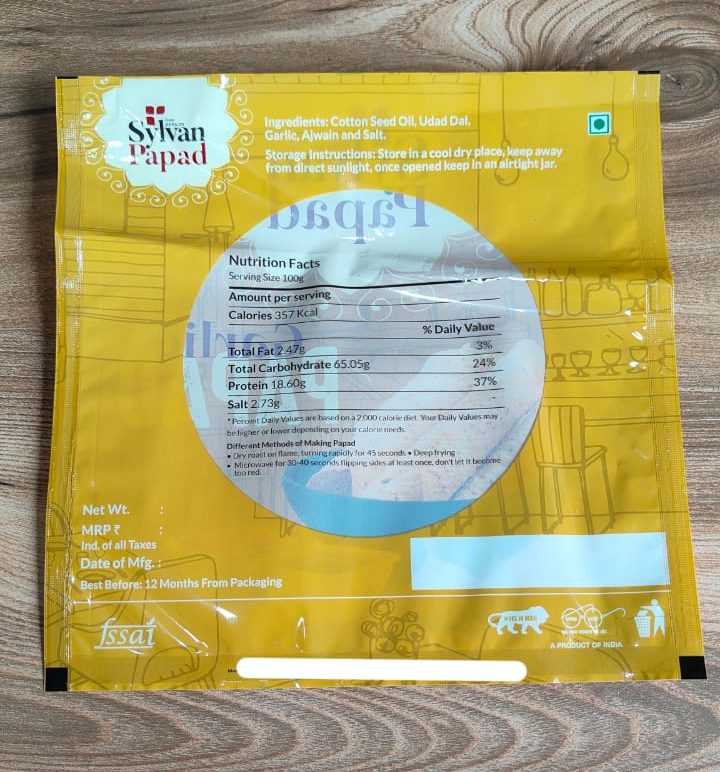 Sylvan
Papad
Ingredients: Cotton Seed Oil, Udad Dal,
Garlic, Ajwain and Salt.
Storage Instructions: Store in a cool dry place, keep away
from direct sunlight, once opened keep in an airtight jar.
Papad
Garli
Nutrition Facts
Serving Size 100g
Amount per serving
Calories 357 Kcal
% Daily Value
Total Fat 2.47g 3%
Total Carbohydrate 65.05g 24%
Protein 18.60g 37%
Salt 2.73g -
*Percent Daily Values are based on a 2,000 calorie diet. Your Daily Values may
be higher or lower depending on your calorie needs.
Different Methods of Making Papad
• Dry roast on flame, turning rapidly for 45 seconds • Deep frying
• Microwave for 30-40 seconds flipping sides at least once, don't let it become
too red.
Net Wt. :
MRP ₹ :
Ind. of all Taxes
Date of Mfg. :
Best Before: 12 Months From Packaging
fssai
MAKE IN INDIA
A PRODUCT OF INDIA